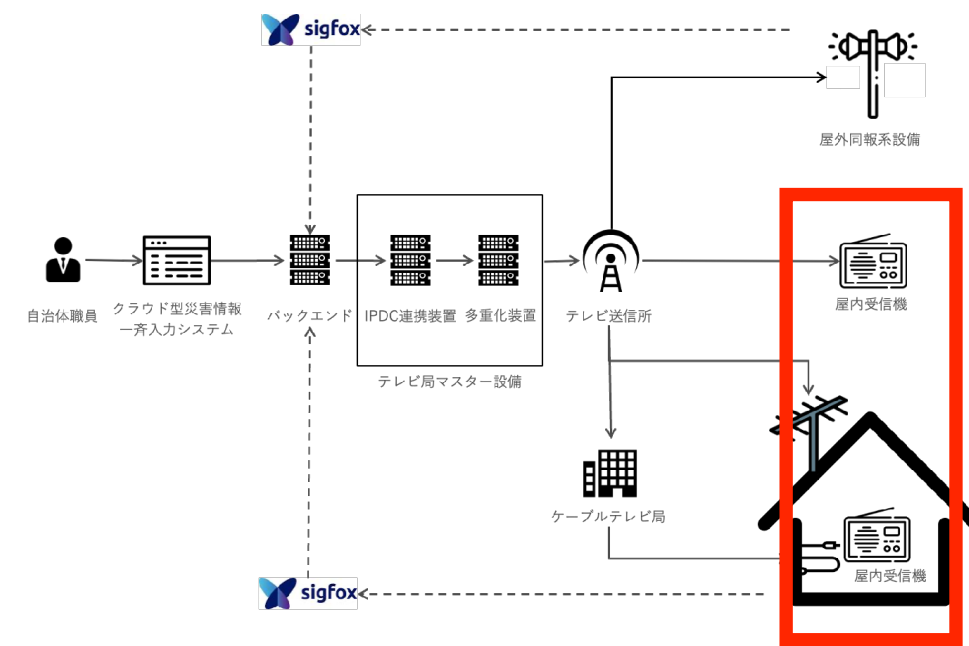 sigfox
屋外同報系設備
自治体職員
クラウド型災害情報
一斉入力システム
バックエンド
IPDC連携装置
多重化装置
テレビ送信所
屋内受信機
テレビ局マスター設備
ケーブルテレビ局
屋内受信機
sigfox